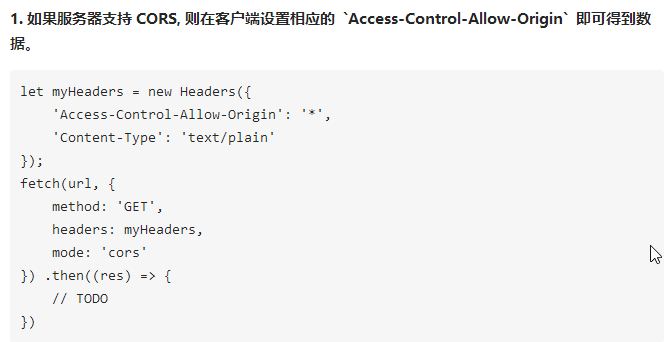 1. 如果服务器支持 CORS, 则在客户端设置相应的 `Access-Control-Allow-Origin` 即可得到数
据。
let myHeaders = new Headers({
    'Access-Control-Allow-Origin': '*',
    'Content-Type': 'text/plain'
});
fetch(url, {
    method: 'GET',
    headers: myHeaders,
    mode: 'cors'
}) .then((res) => {
    // TODO
})